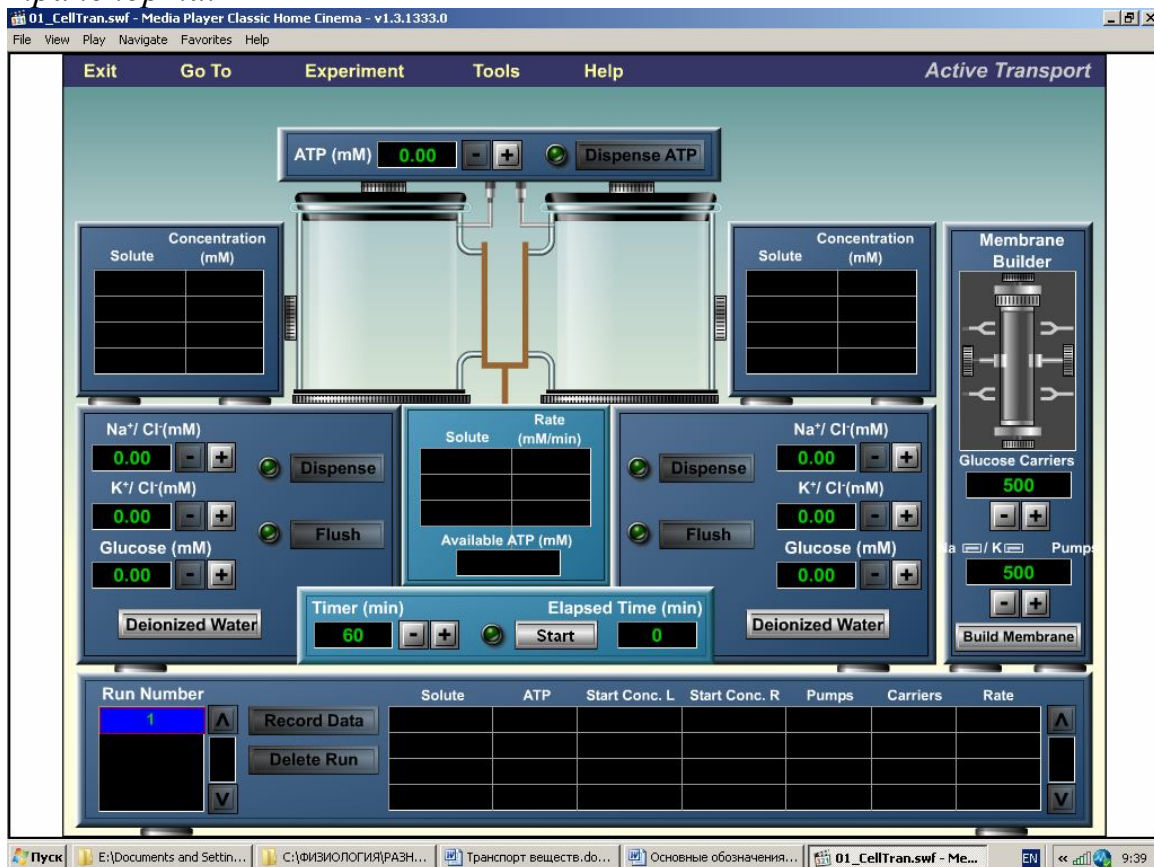 01_CellTran.swf - Media Player Classic Home Cinema - v1.3.1333.0
File View Play Navigate Favorites Help
Exit Go To Experiment Tools Help Active Transport
ATP (mM) 0.00 - + Dispense ATP
Solute Concentration (mM)
Solute Concentration (mM)
Membrane Builder
Na+/ Cl-(mM)
0.00 - +
K+/ Cl-(mM)
0.00 - +
Glucose (mM)
0.00 - +
Dispense
Flush
Deionized Water
Solute Rate (mM/min)
Available ATP (mM)
Dispense
Flush
Na+/ Cl-(mM)
0.00 - +
K+/ Cl-(mM)
0.00 - +
Glucose (mM)
0.00 - +
Deionized Water
Glucose Carriers
500
- +
a / K Pumps
500
- +
Build Membrane
Timer (min) Elapsed Time (min)
60 - + Start 0
Run Number Solute ATP Start Conc. L Start Conc. R Pumps Carriers Rate
1
Record Data
Delete Run
Пуск E:\Documents and Settin... C:\ФИЗИОЛОГИЯ\РАЗН... Транспорт веществ.do... Основные обозначения... 01_CellTran.swf - Me... EN « 9:39